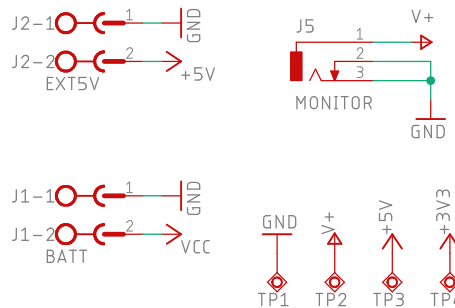 J2-1 1 GND
J2-2 2 +5V
EXT5V
J5 V+
1
2
3
MONITOR
GND
J1-1 1 GND
J1-2 2 VCC
BATT
GND V+ +5V +3V3
TP1 TP2 TP3